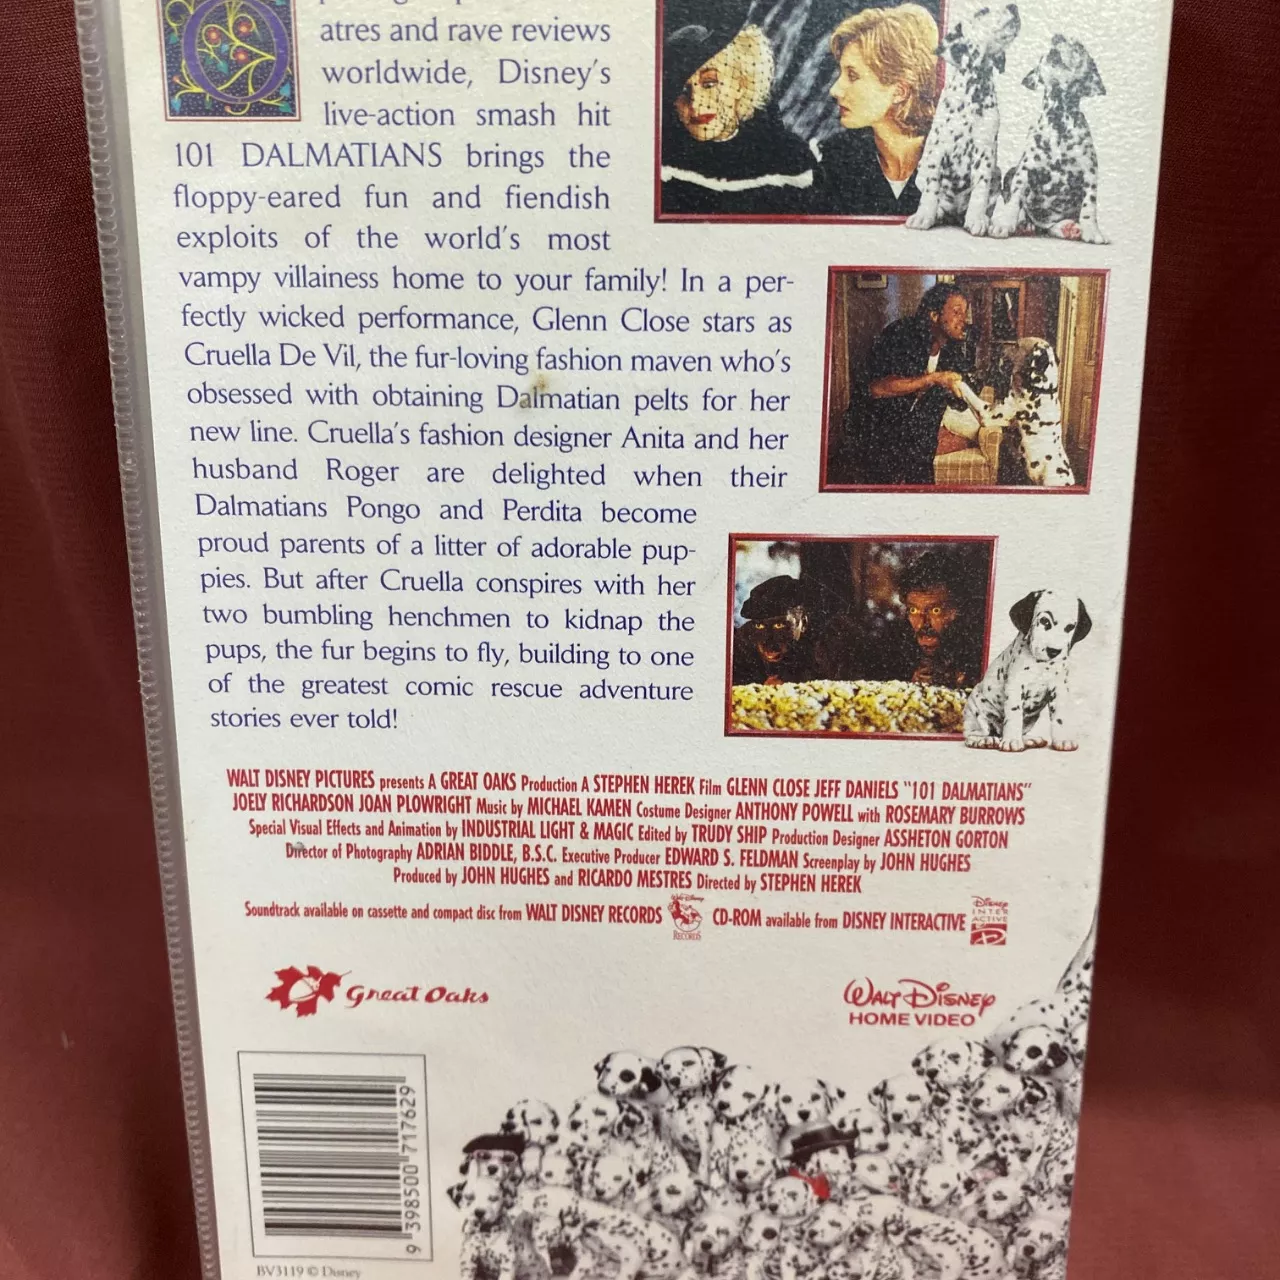 O
atres and rave reviews
worldwide, Disney's
live-action smash hit
101 DALMATIANS brings the
floppy-eared fun and fiendish
exploits of the world's most
vampy villainess home to your family! In a per-
fectly wicked performance, Glenn Close stars as
Cruella De Vil, the fur-loving fashion maven who's
obsessed with obtaining Dalmatian pelts for her
new line. Cruella's fashion designer Anita and her
husband Roger are delighted when their
Dalmatians Pongo and Perdita become
proud parents of a litter of adorable pup-
pies. But after Cruella conspires with her
two bumbling henchmen to kidnap the
pups, the fur begins to fly, building to one
of the greatest comic rescue adventure
stories ever told!
WALT DISNEY PICTURES presents A GREAT OAKS Production A STEPHEN HEREK Film GLENN CLOSE JEFF DANIELS "101 DALMATIANS"
JOELY RICHARDSON JOAN PLOWRIGHT Music by MICHAEL KAMEN Costume Designer ANTHONY POWELL with ROSEMARY BURROWS
Special Visual Effects and Animation by INDUSTRIAL LIGHT & MAGIC Edited by TRUDY SHIP Production Designer ASSHETON GORTON
Director of Photography ADRIAN BIDDLE, B.S.C. Executive Producer EDWARD S. FELDMAN Screenplay by JOHN HUGHES
Produced by JOHN HUGHES and RICARDO MESTRES Directed by STEPHEN HEREK
Soundtrack available on cassette and compact disc from WALT DISNEY RECORDS Walt Disney RECORDS CD-ROM available from DISNEY INTERACTIVE Disney INTERACTIVE
Great Oaks
WALT DISNEY
HOME VIDEO
9 398500 717629
BV3119 © Disney